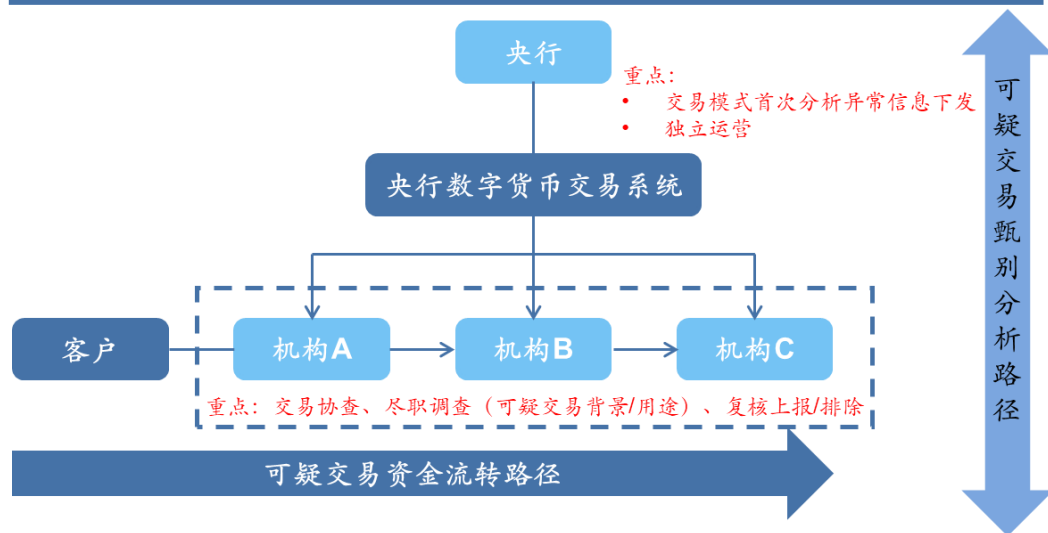 央行
重点：
• 交易模式首次分析异常信息下发
• 独立运营
央行数字货币交易系统
客户
机构A
机构B
机构C
重点：交易协查、尽职调查（可疑交易背景/用途）、复核上报/排除
可疑交易资金流转路径
可疑交易甄别分析路径